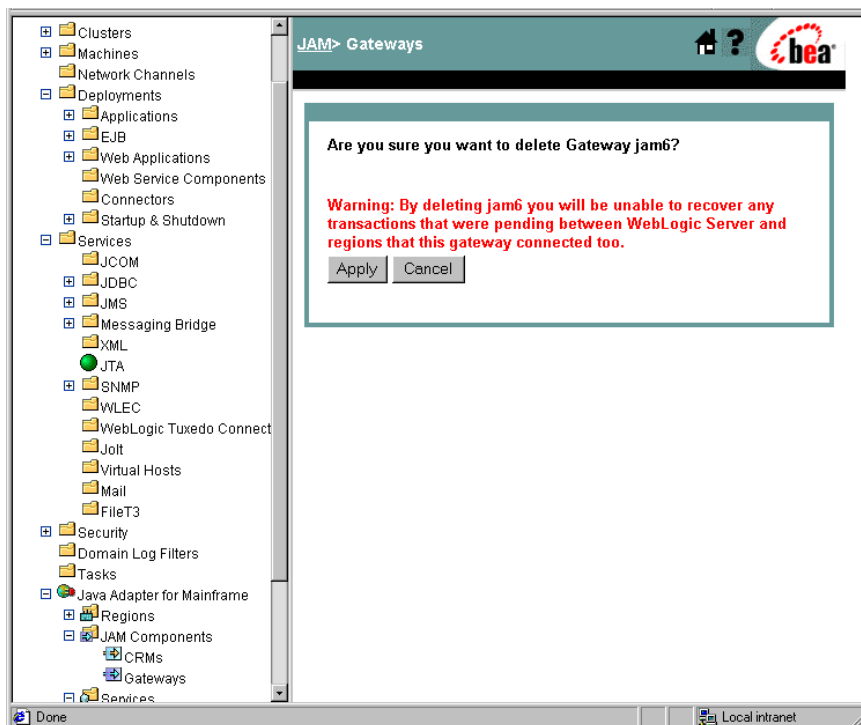 Clusters
Machines
Network Channels
Deployments
Applications
EJB
Web Applications
Web Service Components
Connectors
Startup & Shutdown
Services
JCOM
JDBC
JMS
Messaging Bridge
XML
JTA
SNMP
WLEC
WebLogic Tuxedo Connect
Jolt
Virtual Hosts
Mail
FileT3
Security
Domain Log Filters
Tasks
Java Adapter for Mainframe
Regions
JAM Components
CRMs
Gateways
Services
JAM> Gateways
?
bea
Are you sure you want to delete Gateway jam6?
Warning: By deleting jam6 you will be unable to recover any
transactions that were pending between WebLogic Server and
regions that this gateway connected too.
Apply Cancel
Done
Local intranet